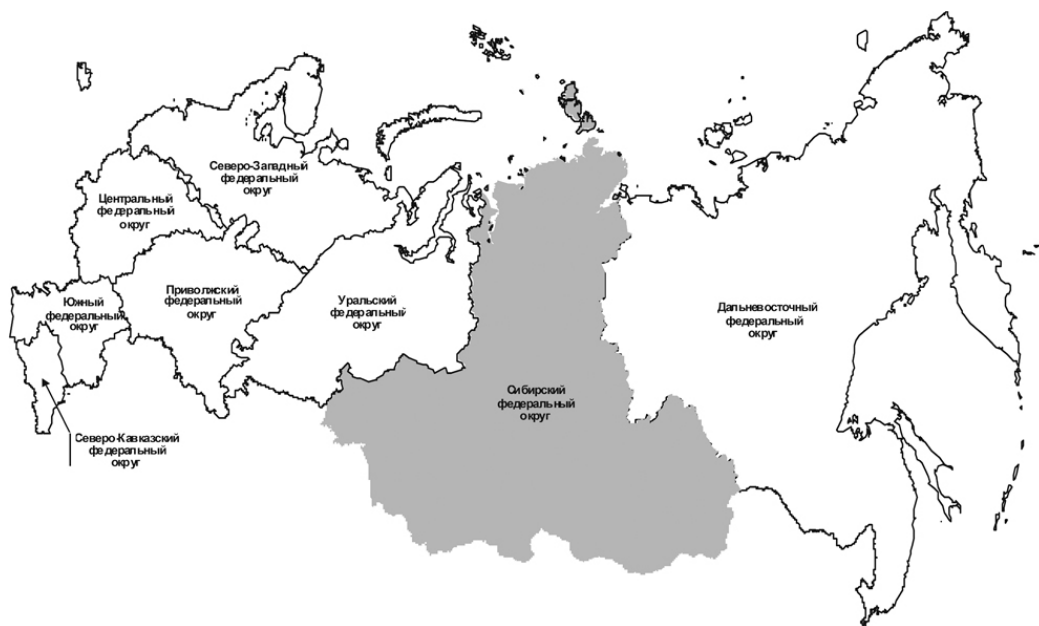 Северо-Западный
федеральный
округ
Центральный
федеральный
округ
Приволжский
федеральный
округ
Южный
федеральный
округ
Уральский
федеральный
округ
Дальневосточный
федеральный
округ
Сибирский
федеральный
округ
Северо-Кавказский
федеральный
округ